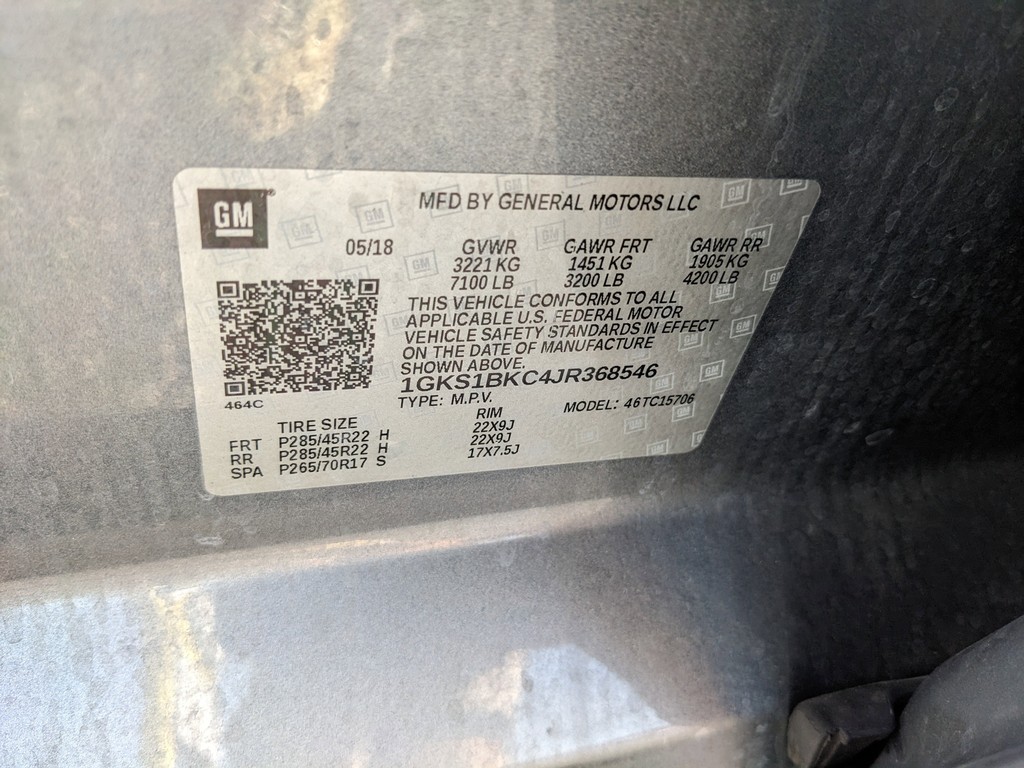 GM
MFD BY GENERAL MOTORS LLC
05/18 GVWR GAWR FRT GAWR RR
3221 KG 1451 KG 1905 KG
7100 LB 3200 LB 4200 LB
THIS VEHICLE CONFORMS TO ALL
APPLICABLE U.S. FEDERAL MOTOR
VEHICLE SAFETY STANDARDS IN EFFECT
ON THE DATE OF MANUFACTURE
SHOWN ABOVE.
1GKS1BKC4JR368546
464C
TYPE: M.P.V. MODEL: 46TC15706
TIRE SIZE RIM
FRT P285/45R22 H 22X9J
RR P285/45R22 H 22X9J
SPA P265/70R17 S 17X7.5J